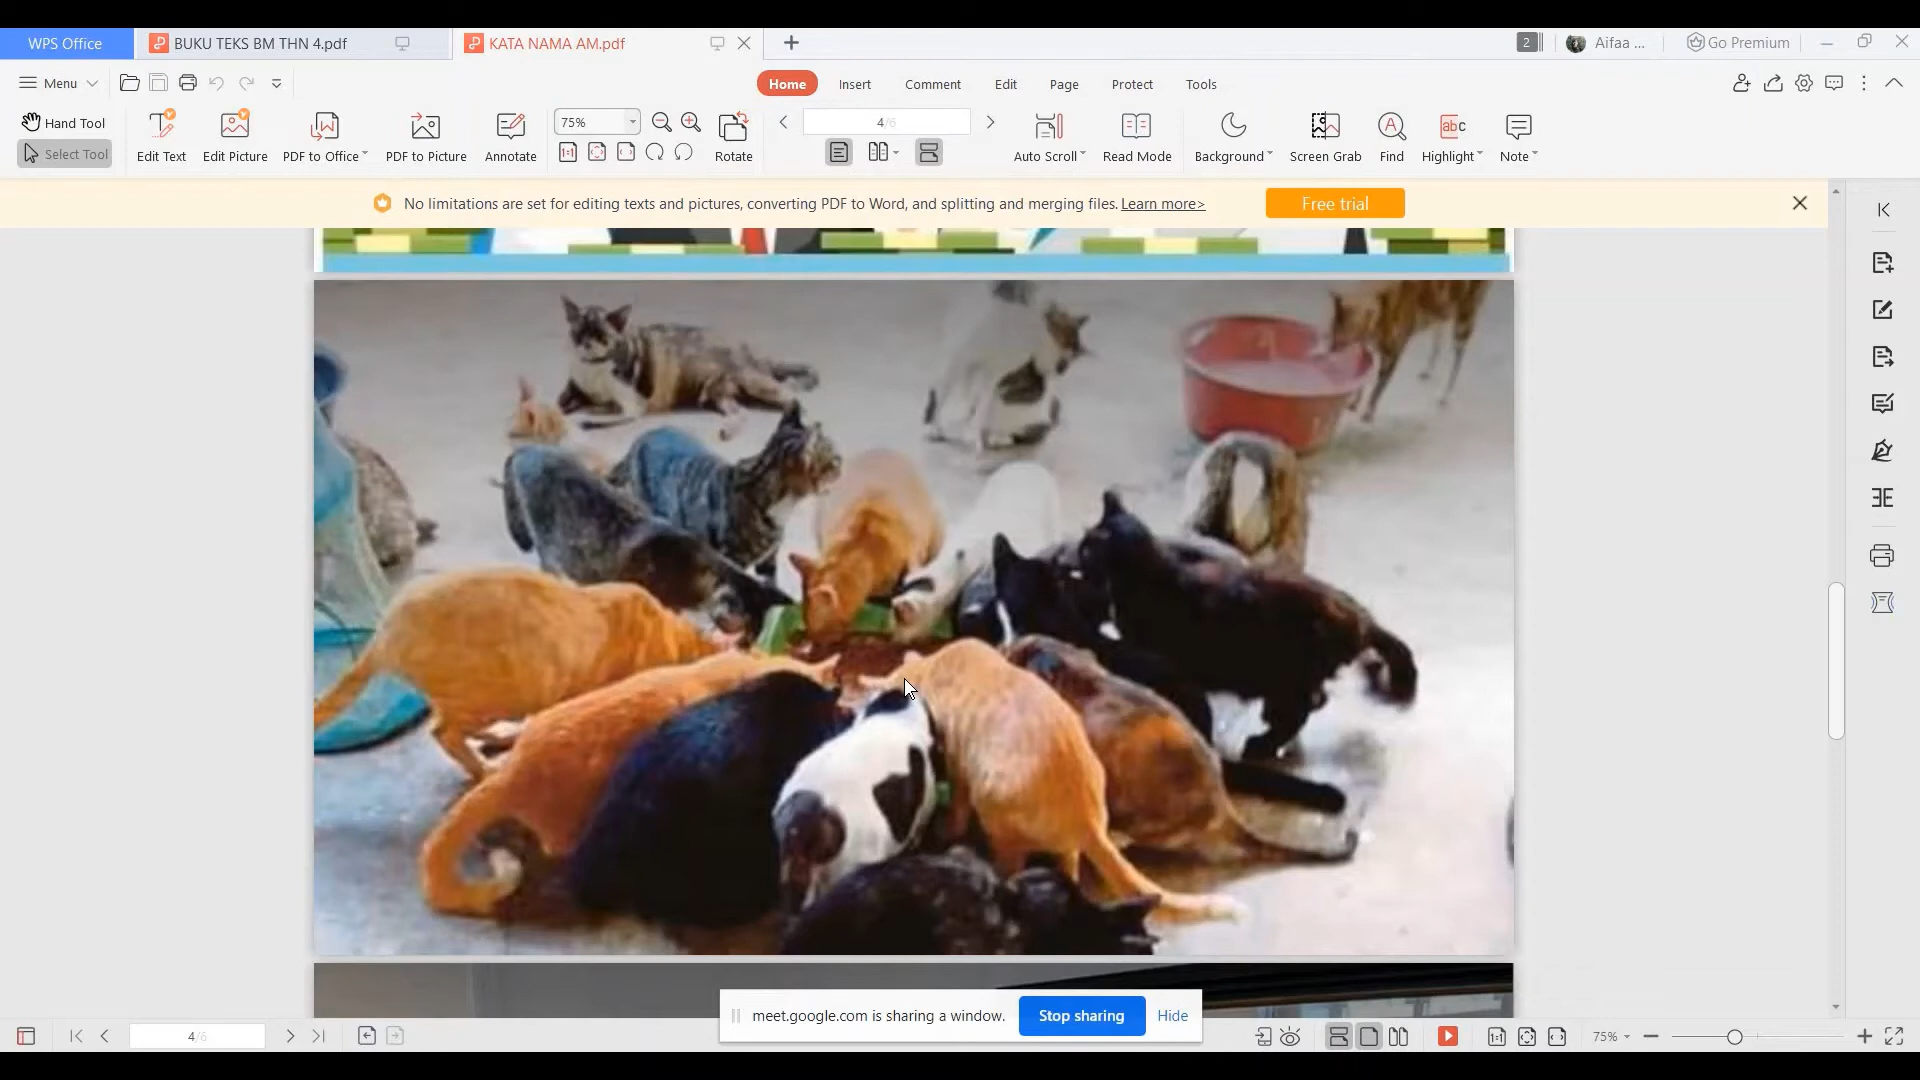 WPS Office
BUKU TEKS BM THN 4.pdf
KATA NAMA AM.pdf
2
Aifaa ...
Go Premium
Menu
Home
Insert
Comment
Edit
Page
Protect
Tools
Hand Tool
Select Tool
Edit Text
Edit Picture
PDF to Office
PDF to Picture
Annotate
75%
Rotate
4/6
Auto Scroll
Read Mode
Background
Screen Grab
Find
Highlight
Note
No limitations are set for editing texts and pictures, converting PDF to Word, and splitting and merging files. Learn more>
Free trial
meet.google.com is sharing a window.
Stop sharing
Hide
4/6
75%